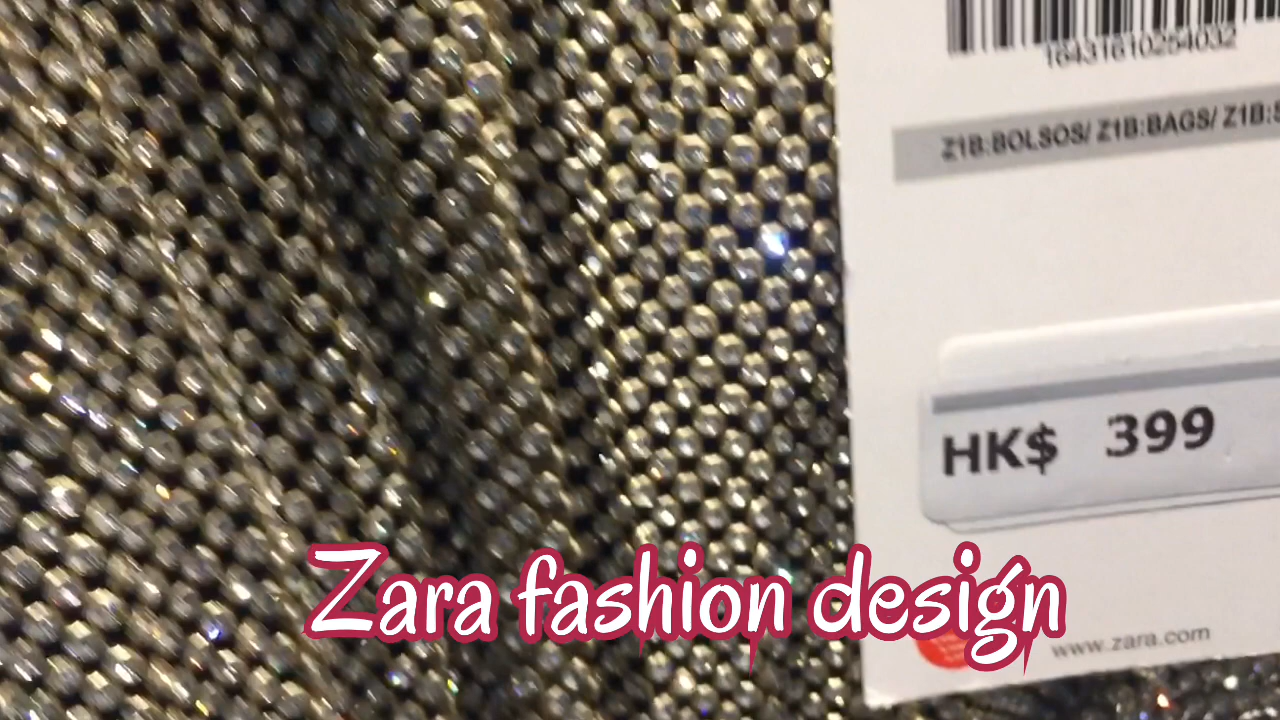 16431610254032
Z1B:BOLSOS/ Z1B:BAGS/ Z1B:
HK$ 399
Zara fashion design
www.zara.com